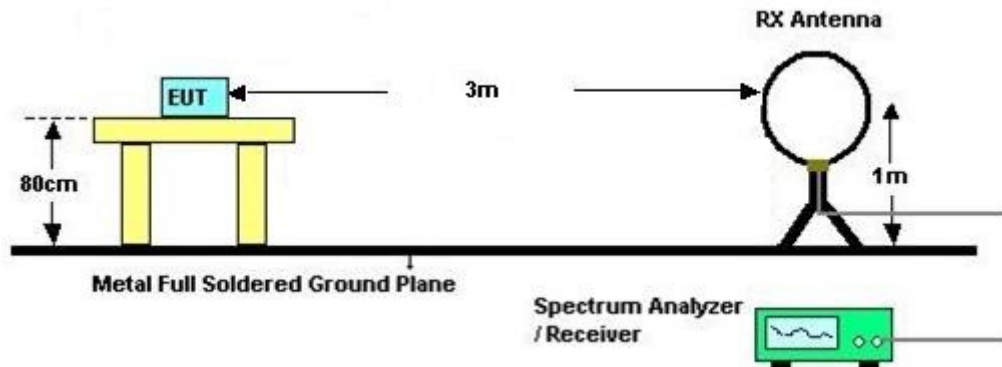 RX Antenna
EUT
3m
80cm
1m
Metal Full Soldered Ground Plane
Spectrum Analyzer
/ Receiver